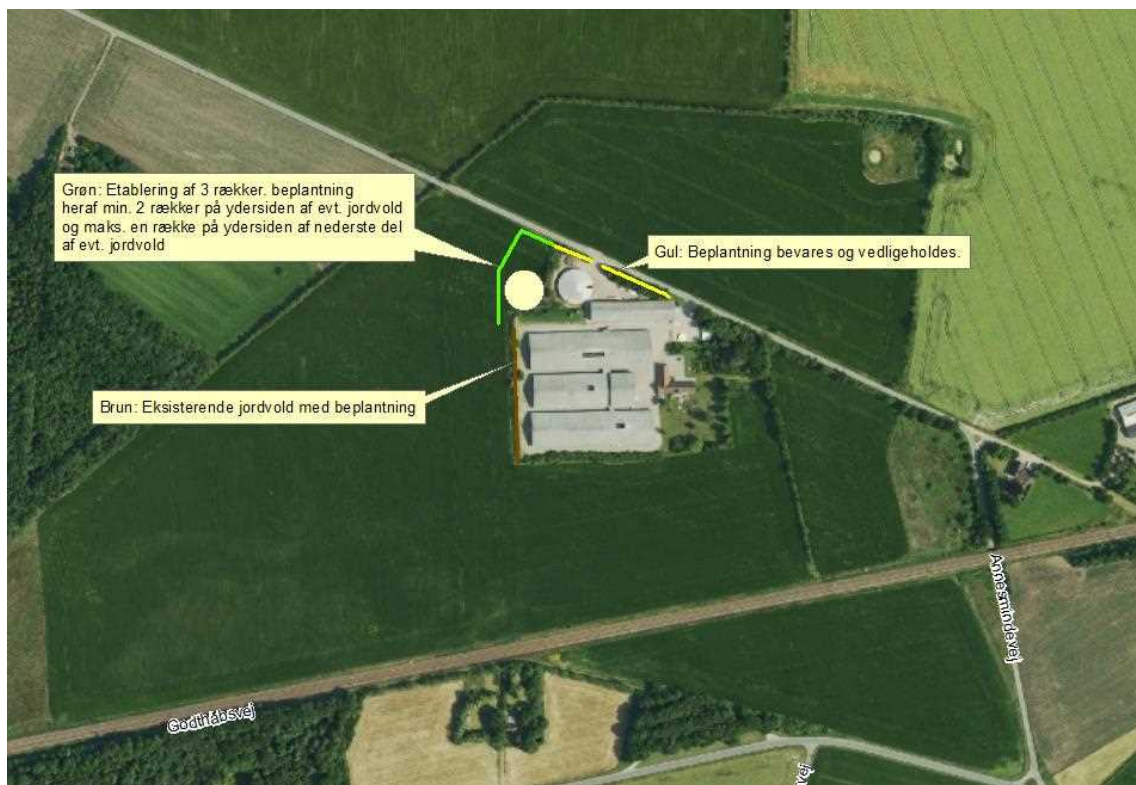 Grøn: Etablering af 3 rækker. beplantning
heraf min. 2 rækker på ydersiden af evt. jordvold
og maks. en række på ydersiden af nederste del
af evt. jordvold
Gul: Beplantning bevares og vedligeholdes.
Brun: Eksisterende jordvold med beplantning
Annesmindevej
Godthåbsvej
vej